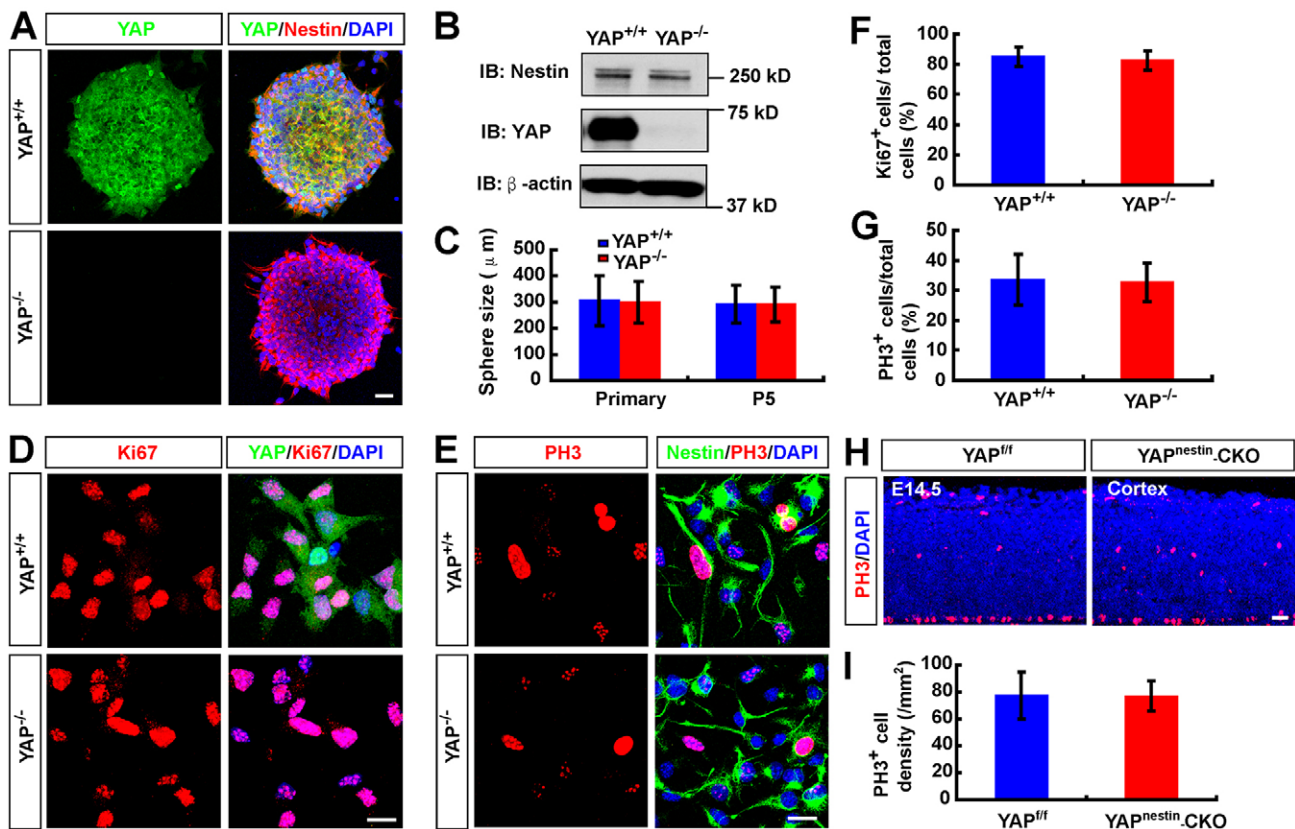 A
YAP
YAP/Nestin/DAPI
YAP+/+
YAP-/-
B
YAP+/+ YAP-/-
IB: Nestin
250 kD
75 kD
IB: YAP
IB: β-actin
37 kD
C
YAP+/+
YAP-/-
Sphere size (μm)
500
400
300
200
100
0
Primary P5
D
Ki67
YAP/Ki67/DAPI
YAP+/+
YAP-/-
E
PH3
Nestin/PH3/DAPI
YAP+/+
YAP-/-
F
Ki67+ cells/ total
cells (%)
100
80
60
40
20
0
YAP+/+ YAP-/-
G
PH3+ cells/total
cells (%)
50
40
30
20
10
0
YAP+/+ YAP-/-
H
YAPf/f
YAPnestin-CKO
E14.5
Cortex
PH3/DAPI
I
PH3+ cell
density (/mm2)
100
80
60
40
20
0
YAPf/f YAPnestin-CKO